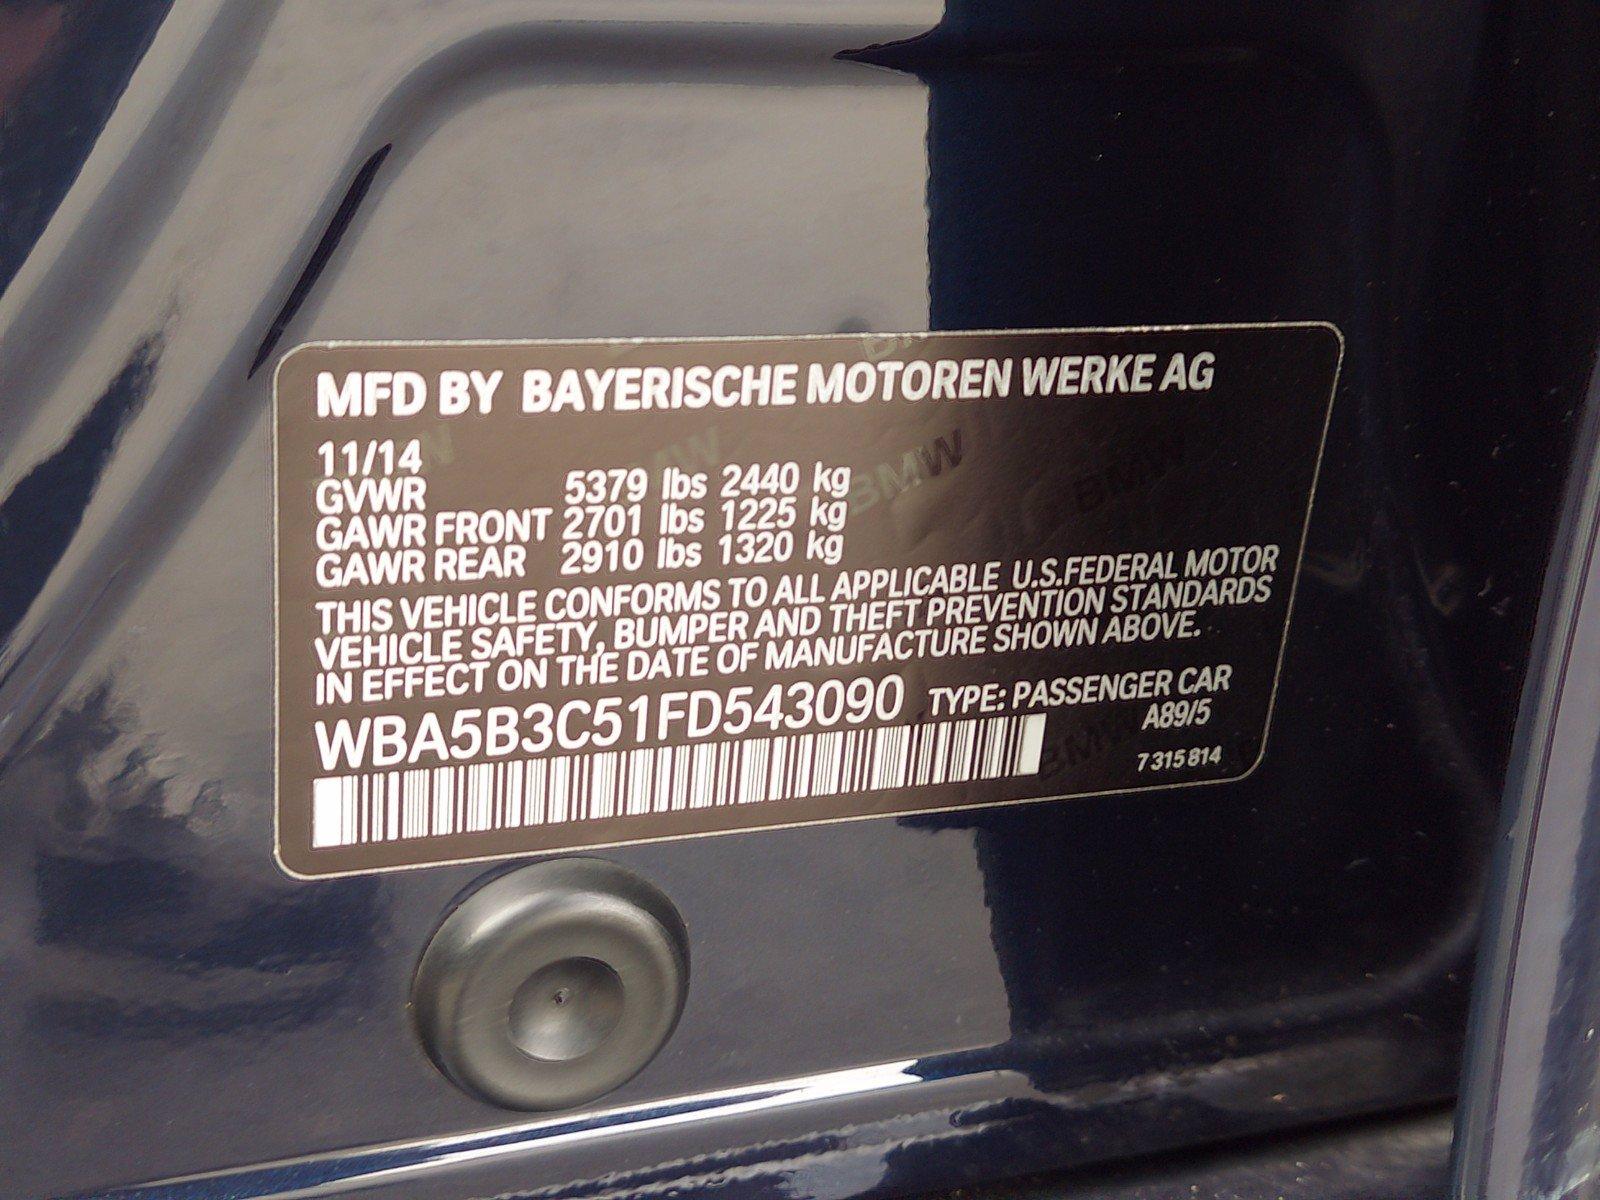 MFD BY BAYERISCHE MOTOREN WERKE AG
11/14
GVWR 5379 lbs 2440 kg
GAWR FRONT 2701 lbs 1225 kg
GAWR REAR 2910 lbs 1320 kg
THIS VEHICLE CONFORMS TO ALL APPLICABLE U.S.FEDERAL MOTOR
VEHICLE SAFETY, BUMPER AND THEFT PREVENTION STANDARDS
IN EFFECT ON THE DATE OF MANUFACTURE SHOWN ABOVE.
WBA5B3C51FD543090 TYPE: PASSENGER CAR
A89/5
7 315 814
BMW
BMW
BMW